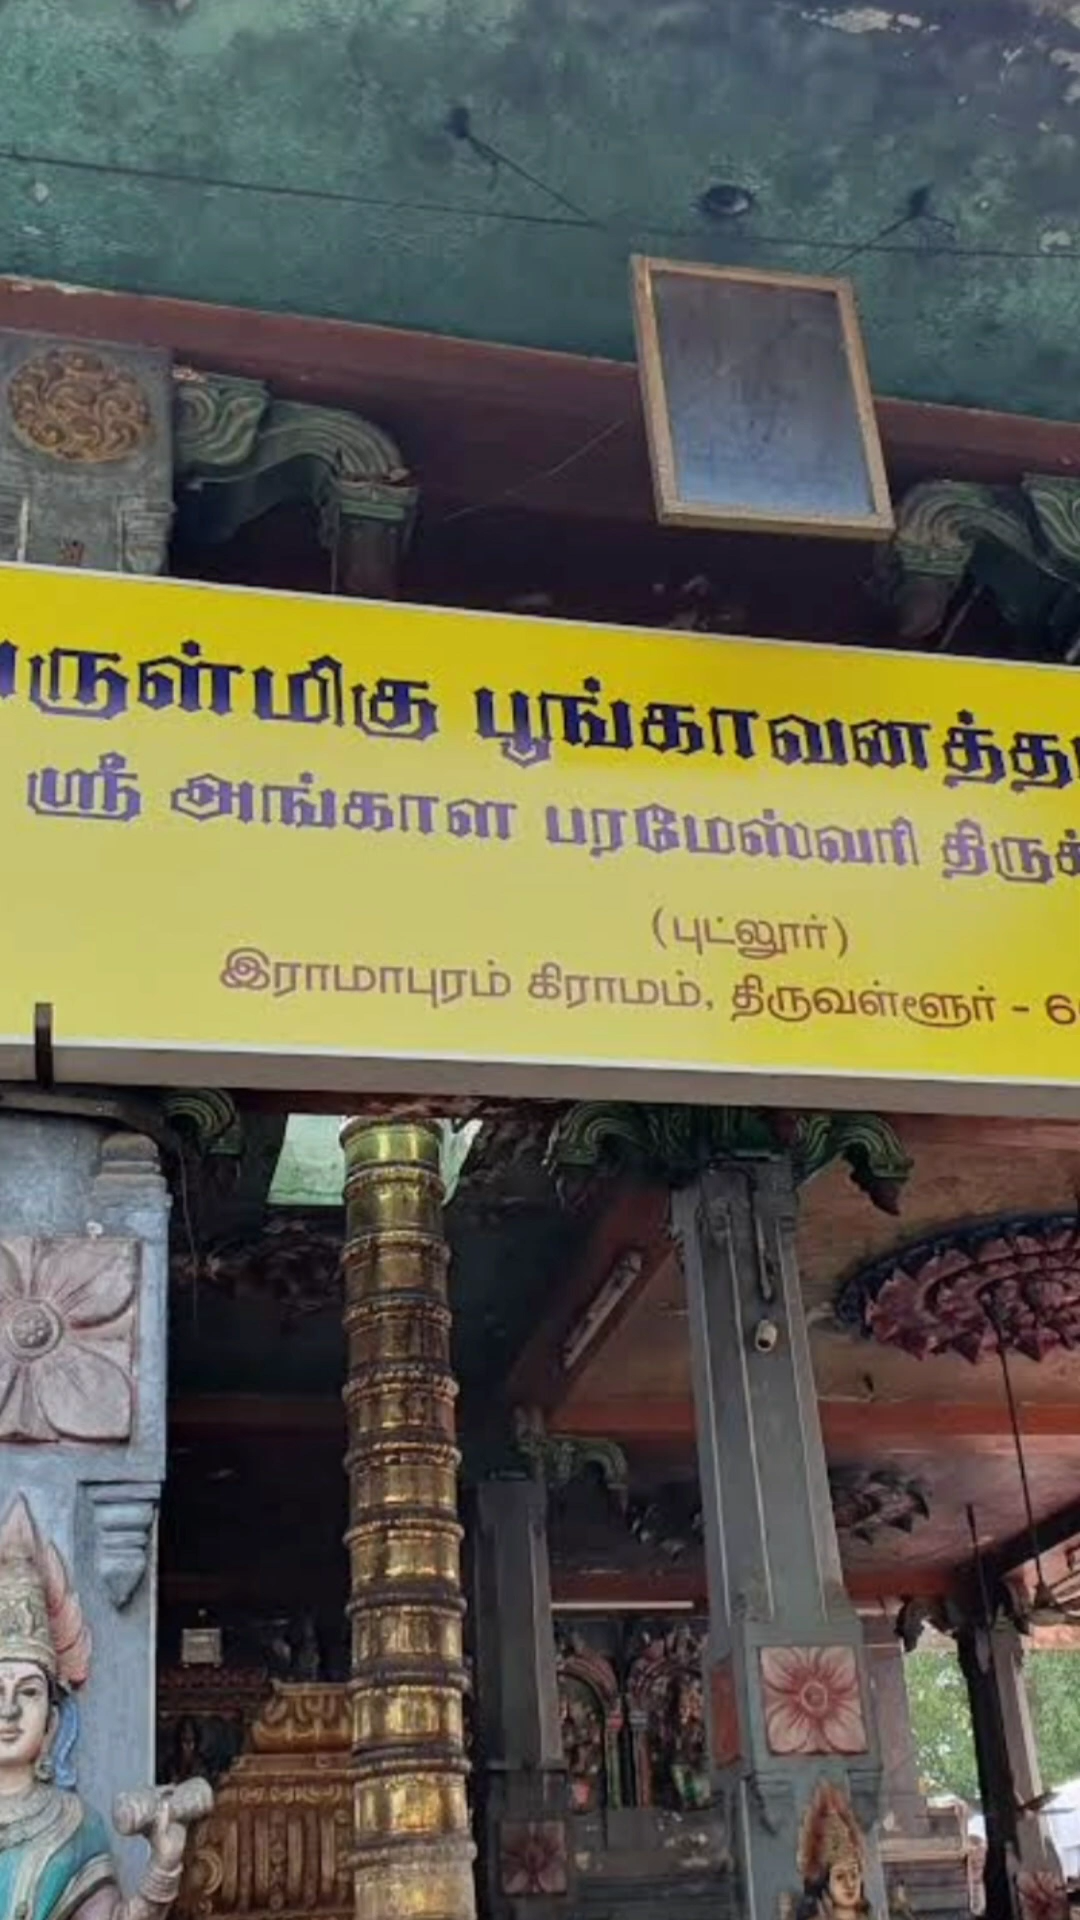 அருள்மிகு பூங்காவனத்த
ஸ்ரீ அங்காள பரமேஸ்வரி திருக்
(புட்லூர்)
இராமாபுரம் கிராமம், திருவள்ளூர் - 6